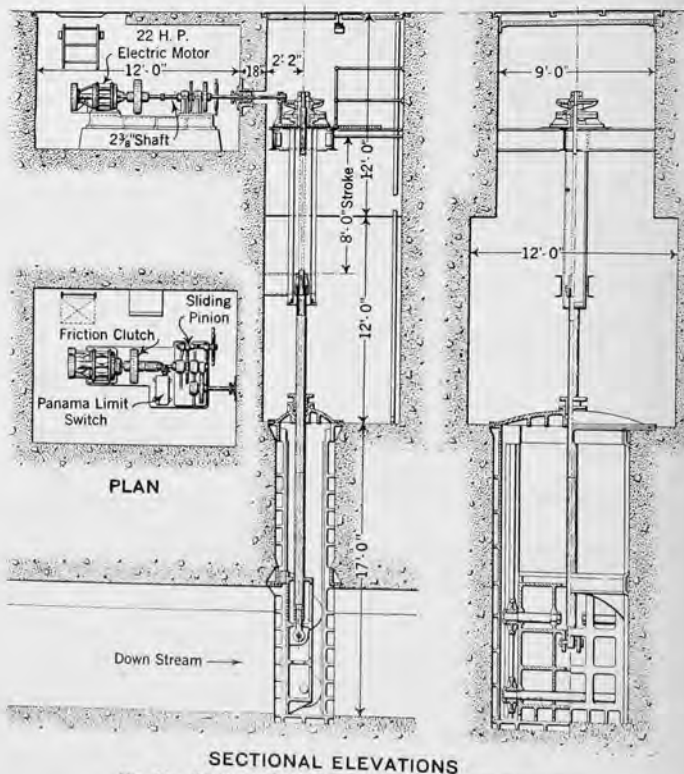 22 H. P.
Electric Motor
12'- 0"
18"
2'- 2"
2⅜" Shaft
12'- 0"
8'- 0" Stroke
9'- 0"
12'- 0"
12'- 0"
Sliding
Pinion
Friction Clutch
Panama Limit
Switch
PLAN
17'- 0"
Down Stream
SECTIONAL ELEVATIONS